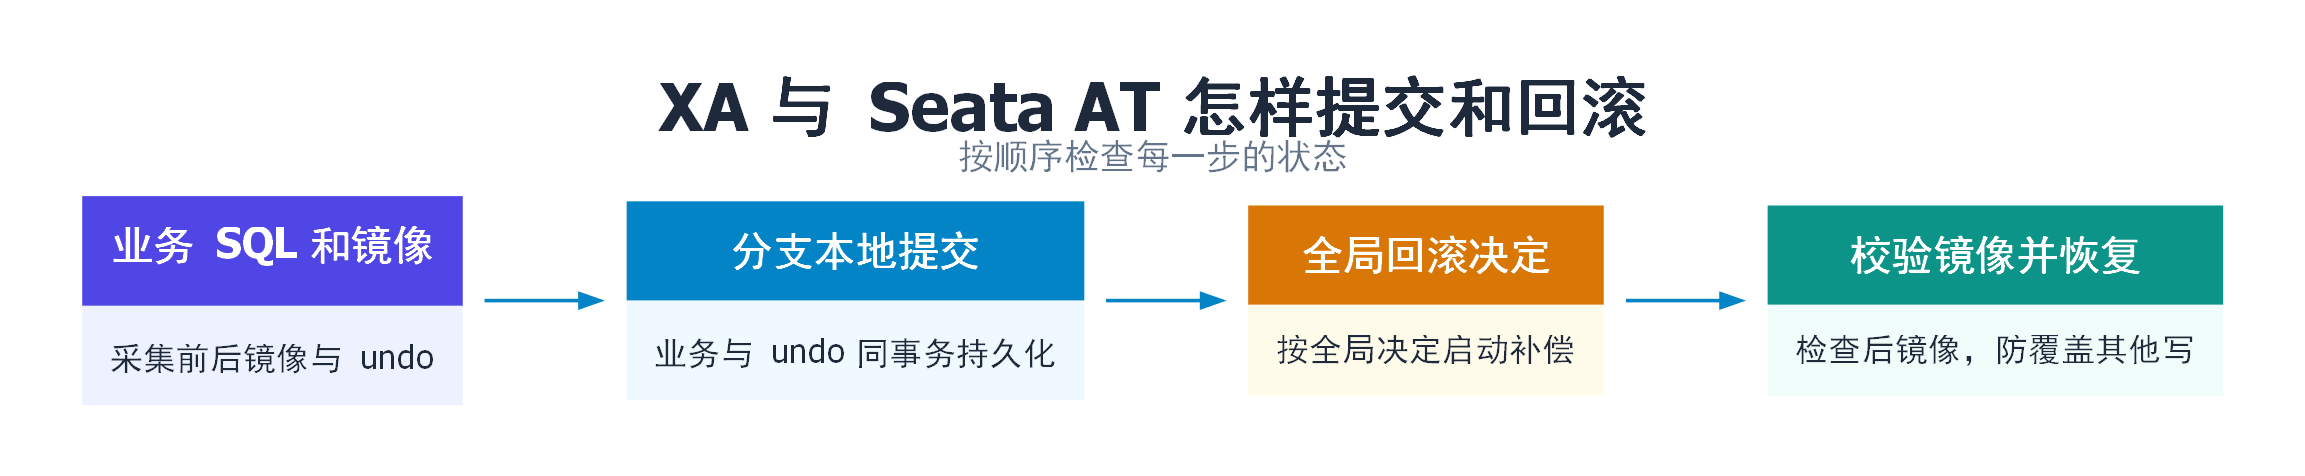 XA 与 Seata AT 怎样提交和回滚
按顺序检查每一步的状态
业务 SQL 和镜像
采集前后镜像与 undo
分支本地提交
业务与 undo 同事务持久化
全局回滚决定
按全局决定启动补偿
校验镜像并恢复
检查后镜像，防覆盖其他写